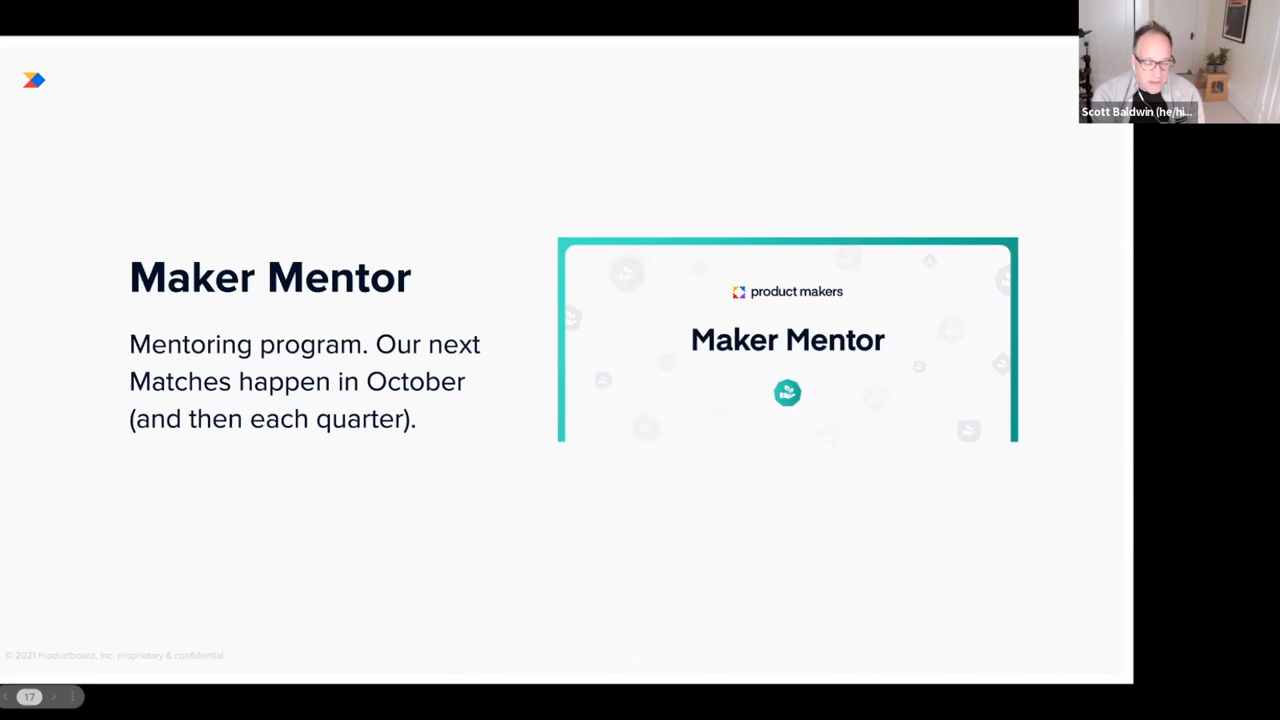 Scott Baldwin (he/hi...
Maker Mentor
Mentoring program. Our next
Matches happen in October
(and then each quarter).
product makers
Maker Mentor
© 2021 Productboard, Inc. proprietary & confidential
17